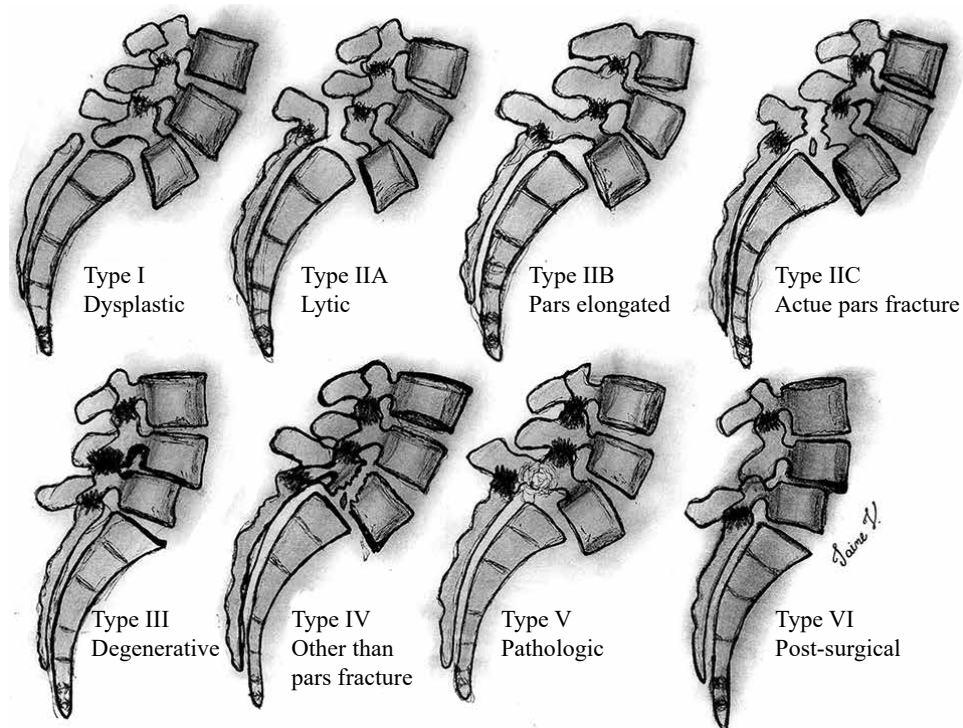 Type I
Dysplastic
Type IIA
Lytic
Type IIB
Pars elongated
Type IIC
Actue pars fracture
Type III
Degenerative
Type IV
Other than
pars fracture
Type V
Pathologic
Type VI
Post-surgical
Jaine V.